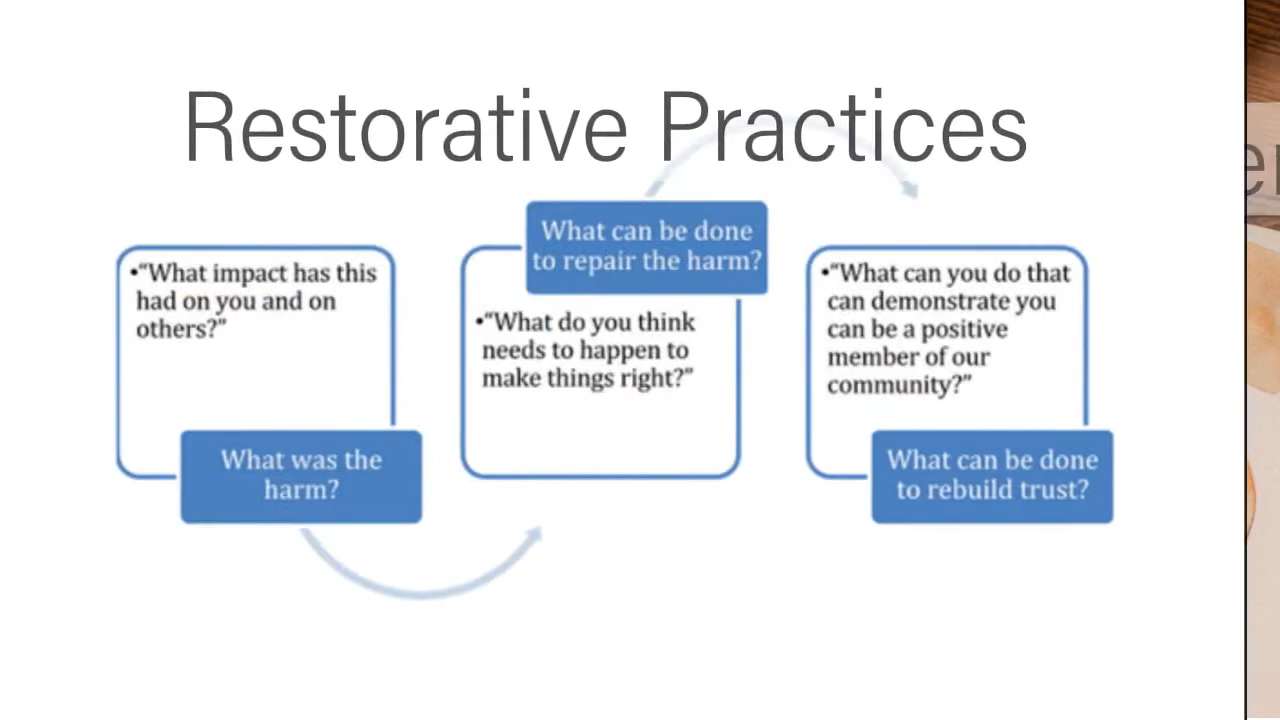 Restorative Practices
•“What impact has this
had on you and on
others?”
What was the
harm?
What can be done
to repair the harm?
•“What do you think
needs to happen to
make things right?”
•“What can you do that
can demonstrate you
can be a positive
member of our
community?”
What can be done
to rebuild trust?